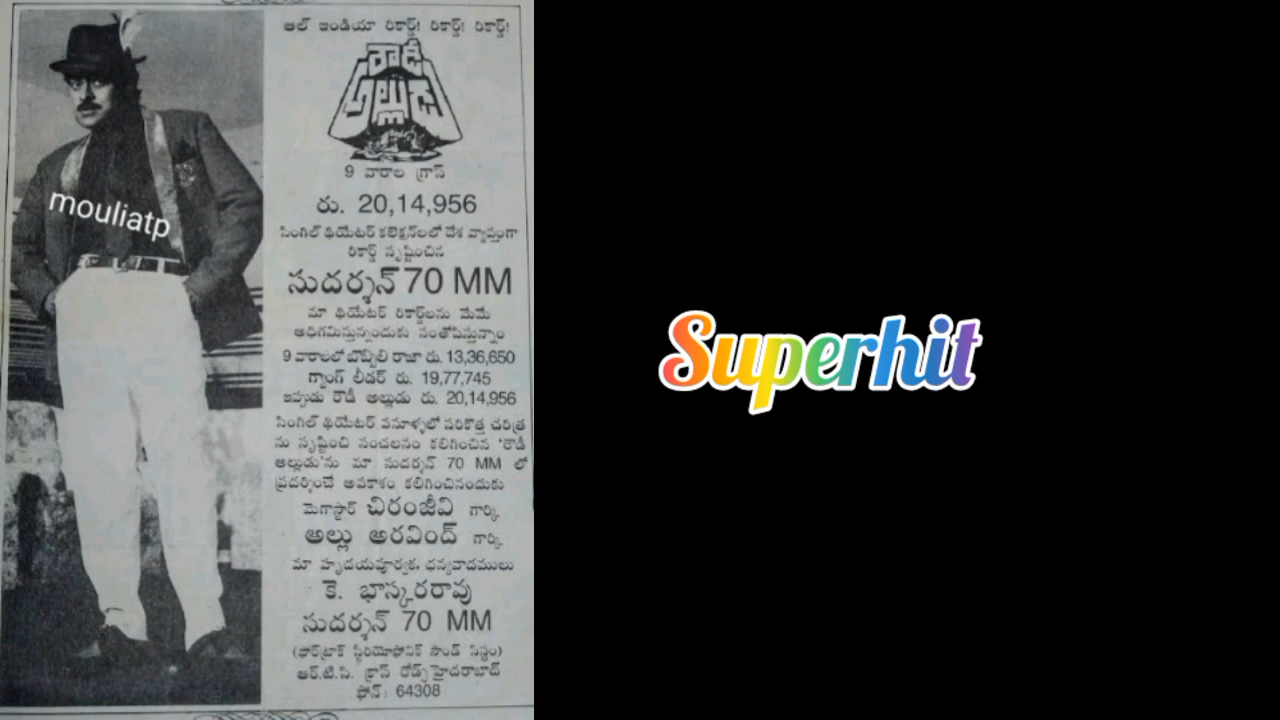 ఆల్ ఇండియా రికార్డ్! రికార్డ్! రికార్డ్!
రౌడీ
అల్లుడు
9 వారాల గ్రాస్
రు. 20,14,956
సింగిల్ థియేటర్ కలెక్షన్‌లలో దేశ వ్యాప్తంగా
రికార్డ్ సృష్టించిన
సుదర్శన్ 70 MM
మా థియేటర్ రికార్డ్‌లను మేమే
అధిగమిస్తున్నందుకు సంతోషిస్తున్నాం
9 వారాలలో బొబ్బిలి రాజా రు. 13,36,650
గ్యాంగ్ లీడర్ రు. 19,77,745
ఇప్పుడు రౌడీ అల్లుడు రు. 20,14,956
సింగిల్ థియేటర్ వసూళ్ళలో సరికొత్త చరిత్ర
ను సృష్టించి సంచలనం కలిగించిన 'రౌడీ
అల్లుడు'ను మా సుదర్శన్ 70 MM లో
ప్రదర్శించే అవకాశం కలిగించినందుకు
మెగాస్టార్ చిరంజీవి గార్కి
అల్లు అరవింద్ గార్కి
మా హృదయపూర్వక ధన్యవాదములు
కె. భాస్కరరావు
సుదర్శన్ 70 MM
(ఫోర్‌ట్రాక్ స్టీరియోఫోనిక్ సౌండ్ సిస్టం)
ఆర్.టి.సి. క్రాస్ రోడ్స్ హైదరాబాద్
ఫోన్: 64308
mouliatp
Superhit